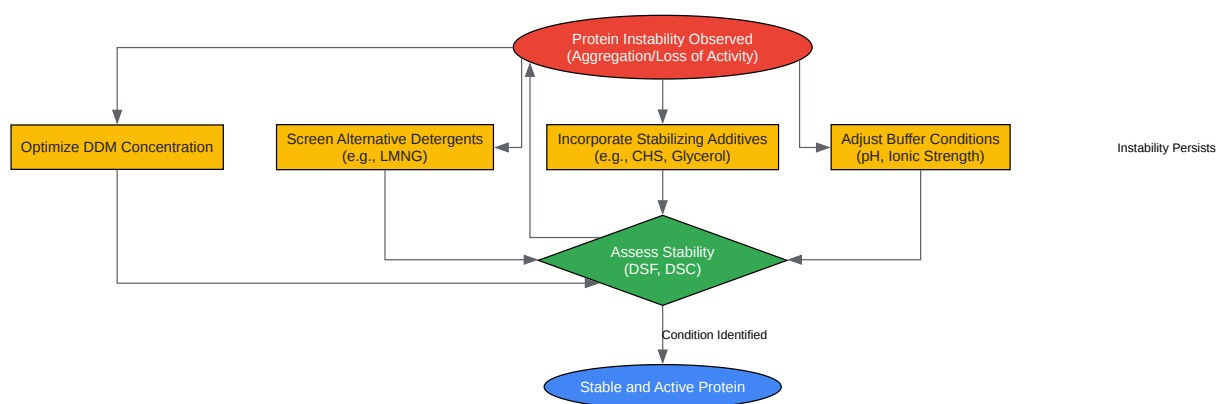 Protein Instability Observed
(Aggregation/Loss of Activity)
Optimize DDM Concentration
Screen Alternative Detergents
(e.g., LMNG)
Incorporate Stabilizing Additives
(e.g., CHS, Glycerol)
Adjust Buffer Conditions
(pH, Ionic Strength)
Instability Persists
Assess Stability
(DSF, DSC)
Condition Identified
Stable and Active Protein